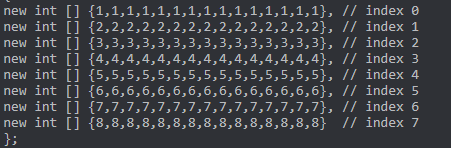 new int [] {1,1,1,1,1,1,1,1,1,1,1,1,1,1,1}, // index 0
new int [] {2,2,2,2,2,2,2,2,2,2,2,2,2,2,2}, // index 1
new int [] {3,3,3,3,3,3,3,3,3,3,3,3,3,3,3}, // index 2
new int [] {4,4,4,4,4,4,4,4,4,4,4,4,4,4,4}, // index 3
new int [] {5,5,5,5,5,5,5,5,5,5,5,5,5,5,5}, // index 4
new int [] {6,6,6,6,6,6,6,6,6,6,6,6,6,6,6}, // index 5
new int [] {7,7,7,7,7,7,7,7,7,7,7,7,7,7,7}, // index 6
new int [] {8,8,8,8,8,8,8,8,8,8,8,8,8,8,8}  // index 7
};